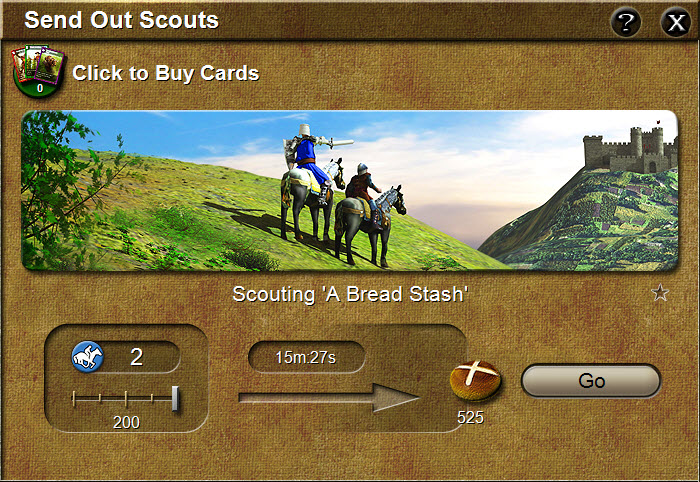 Send Out Scouts
?
X
0
Click to Buy Cards
Scouting 'A Bread Stash'
2
15m:27s
Go
200
525